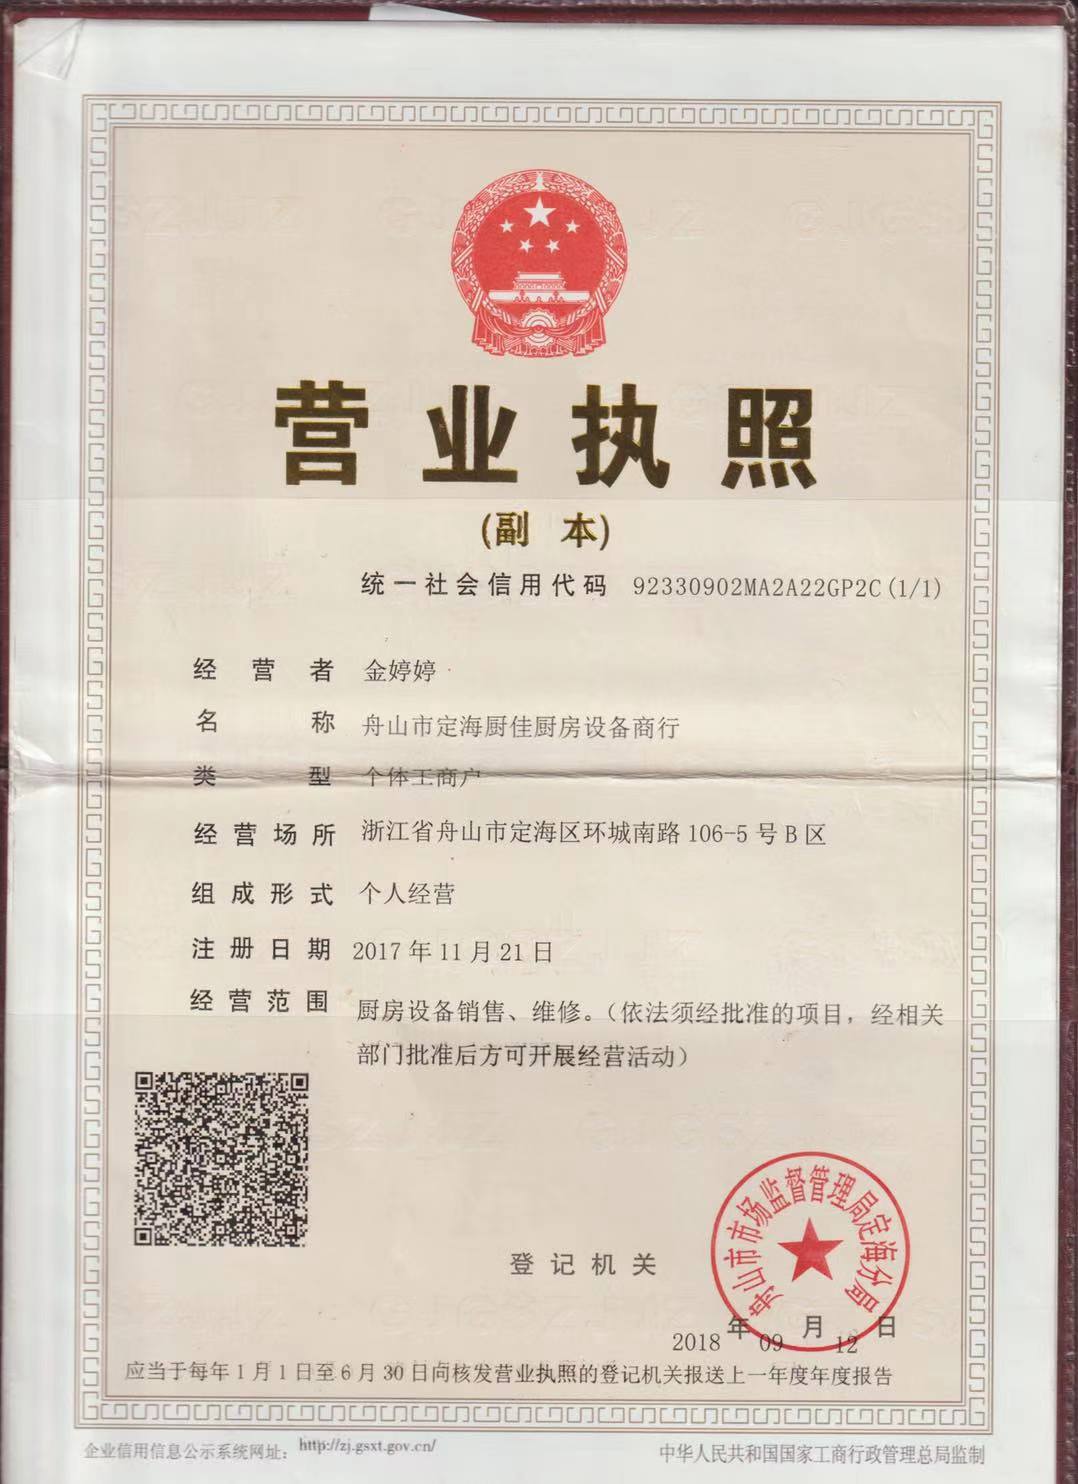 营业执照
(副 本)
统一社会信用代码 92330902MA2A22GP2C(1/1)
经营者 金婷婷
名称 舟山市定海厨佳厨房设备商行
类型 个体工商户
经营场所 浙江省舟山市定海区环城南路106-5号B区
组成形式 个人经营
注册日期 2017年11月21日
经营范围 厨房设备销售、维修。（依法须经批准的项目，经相关
部门批准后方可开展经营活动）
舟山市市场监督管理局定海分局
登记机关
2018年09月12日
应当于每年1月1日至6月30日向核发营业执照的登记机关报送上一年度年度报告
企业信用信息公示系统网址： http://zj.gsxt.gov.cn/ 中华人民共和国国家工商行政管理总局监制